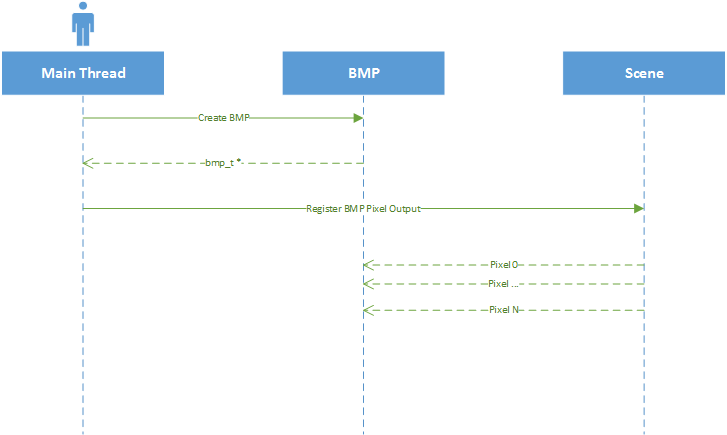 Main Thread
BMP
Scene
Create BMP
bmp_t *
Register BMP Pixel Output
Pixel 0
Pixel ...
Pixel N